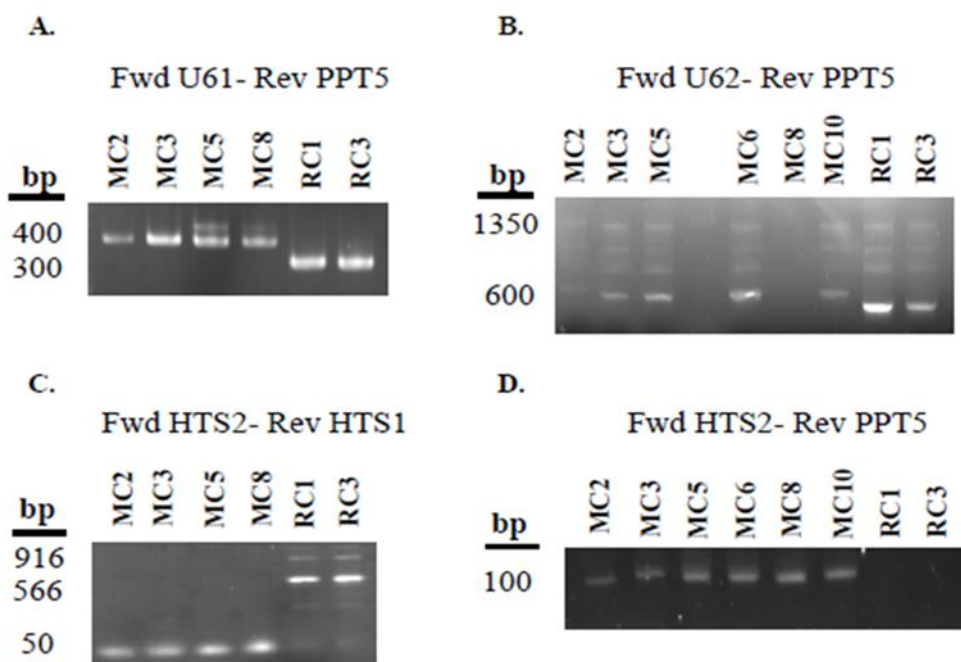 A.
Fwd U61- Rev PPT5
bp
MC2 MC3 MC5 MC8 RC1 RC3
400
300
B.
Fwd U62- Rev PPT5
bp
MC2 MC3 MC5 MC6 MC8 MC10 RC1 RC3
1350
600
C.
Fwd HTS2- Rev HTS1
bp
MC2 MC3 MC5 MC8 RC1 RC3
916
566
50
D.
Fwd HTS2- Rev PPT5
bp
MC2 MC3 MC5 MC6 MC8 MC10 RC1 RC3
100